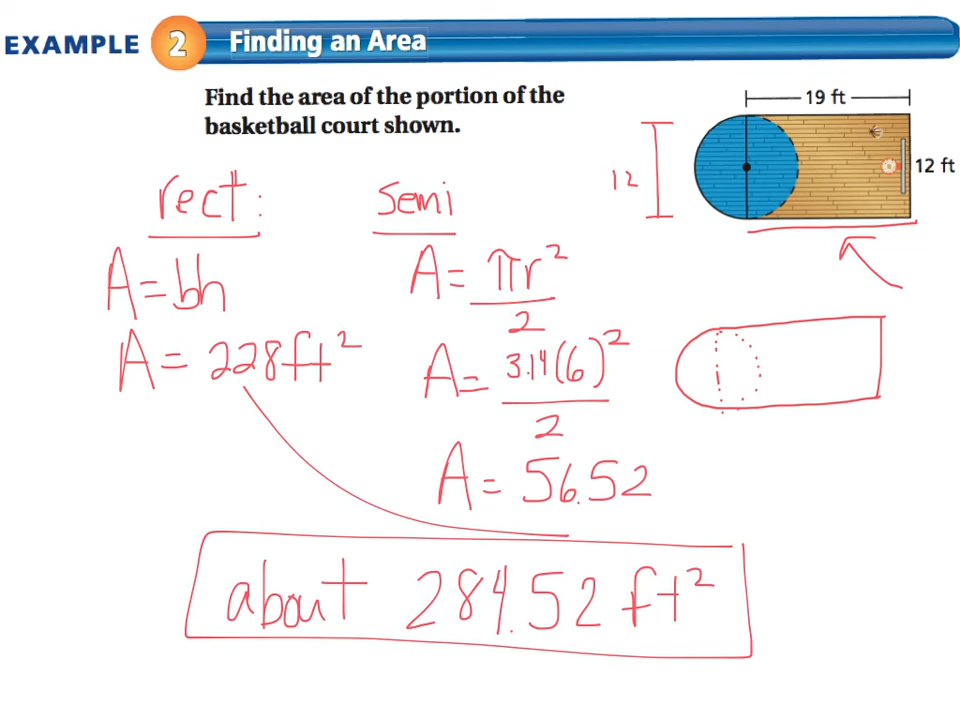 EXAMPLE 2 Finding an Area
Find the area of the portion of the
basketball court shown.
19 ft
12
12 ft
rect:
A = bh
A = 228 ft²
semi
A = πr²/2
A = 3.14(6)²/2
A = 56.52
about 284.52 ft²